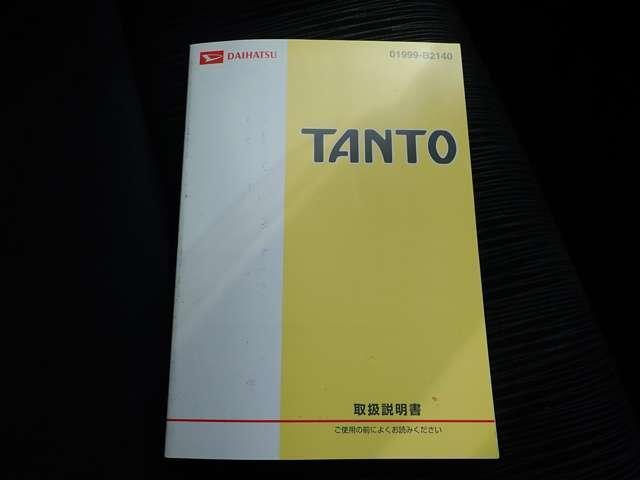 DAIHATSU
01999-B2140
TANTO
取扱説明書
ご使用の前によくお読みください